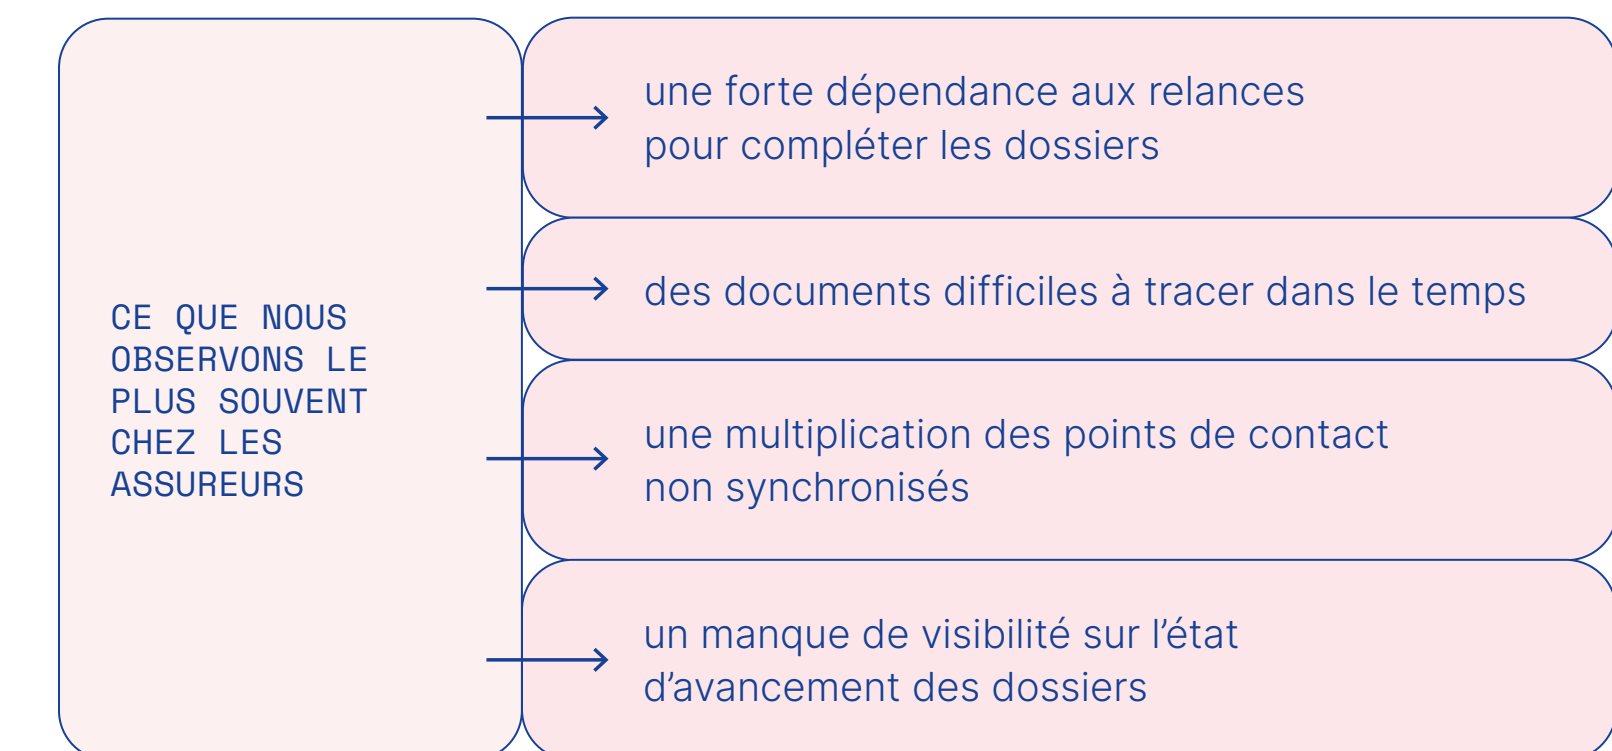 CE QUE NOUS
OBSERVONS LE
PLUS SOUVENT
CHEZ LES
ASSUREURS
une forte dépendance aux relances
pour compléter les dossiers
des documents difficiles à tracer dans le temps
une multiplication des points de contact
non synchronisés
un manque de visibilité sur l’état
d’avancement des dossiers